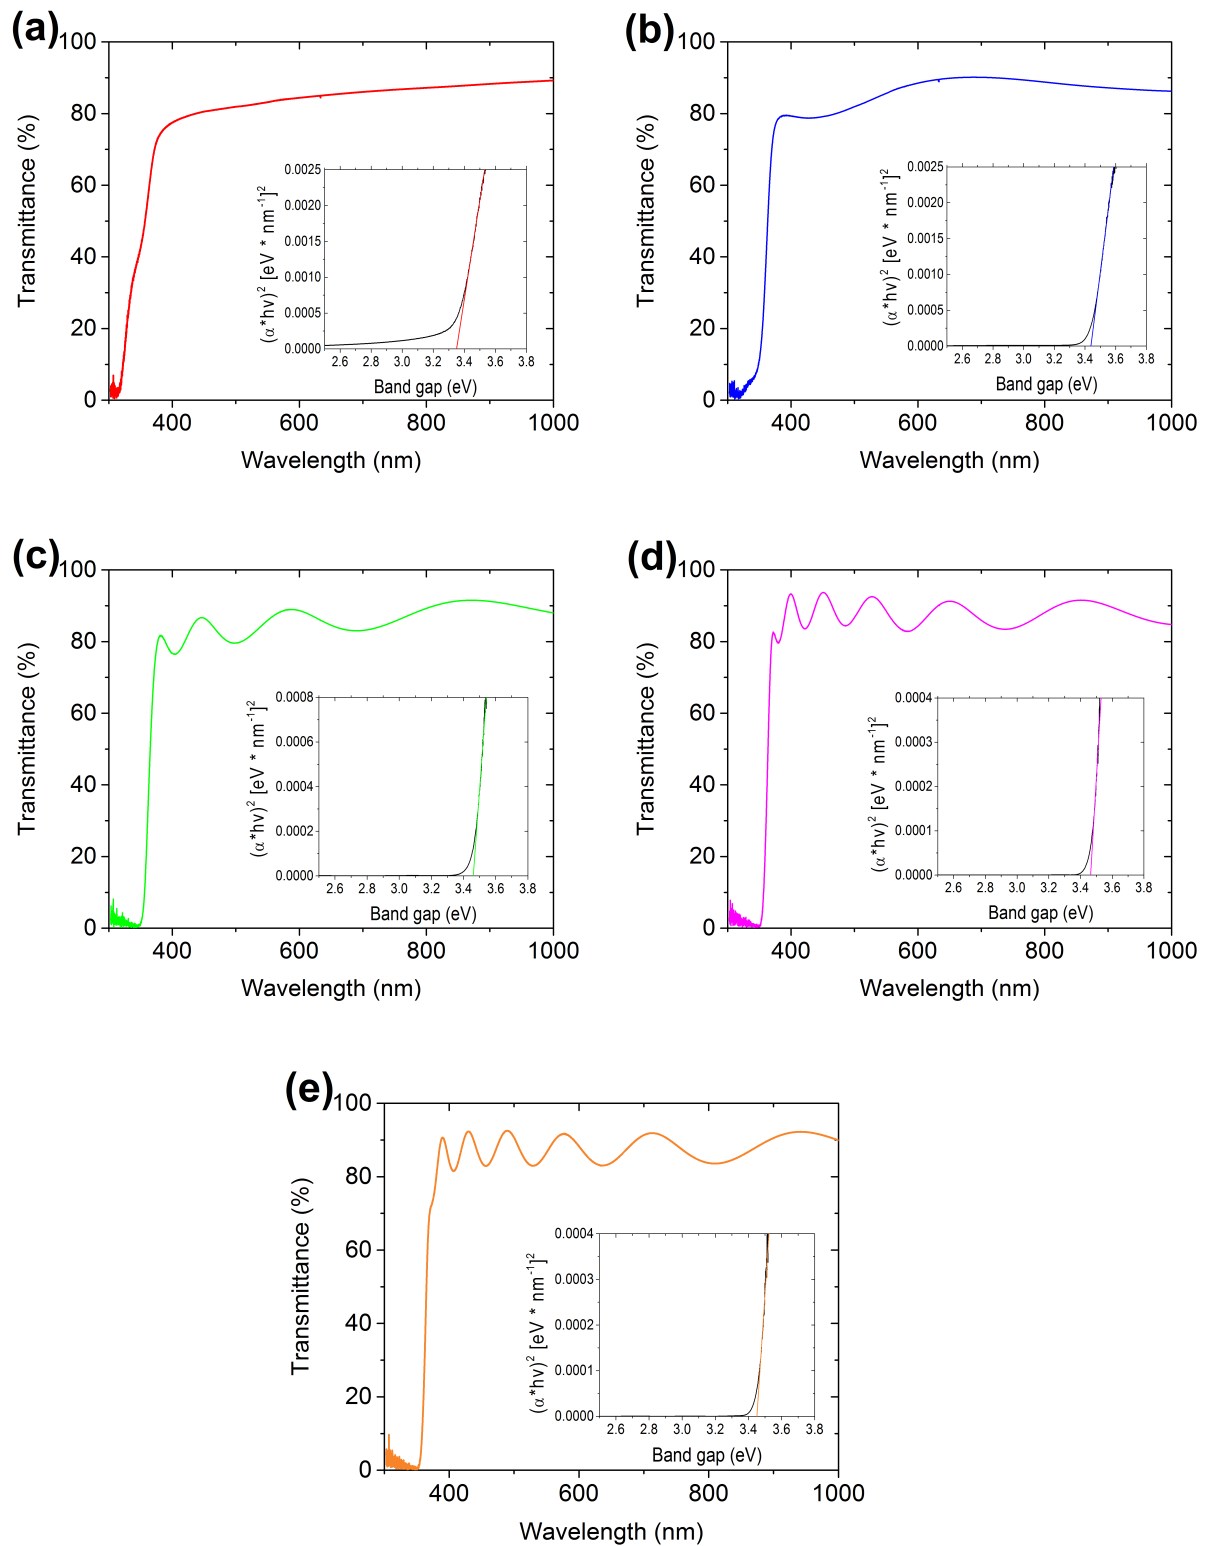 (a)
100
80
60
40
20
0
Transmittance (%)
400 600 800 1000
Wavelength (nm)
0.0025
0.0020
0.0015
0.0010
0.0005
0.0000
(α*hν)² [eV * nm⁻¹]²
2.6 2.8 3.0 3.2 3.4 3.6 3.8
Band gap (eV)
(b)
100
80
60
40
20
0
Transmittance (%)
400 600 800 1000
Wavelength (nm)
0.0025
0.0020
0.0015
0.0010
0.0005
0.0000
(α*hν)² [eV * nm⁻¹]²
2.6 2.8 3.0 3.2 3.4 3.6 3.8
Band gap (eV)
(c)
100
80
60
40
20
0
Transmittance (%)
400 600 800 1000
Wavelength (nm)
0.0008
0.0006
0.0004
0.0002
0.0000
(α*hν)² [eV * nm⁻¹]²
2.6 2.8 3.0 3.2 3.4 3.6 3.8
Band gap (eV)
(d)
100
80
60
40
20
0
Transmittance (%)
400 600 800 1000
Wavelength (nm)
0.0004
0.0003
0.0002
0.0001
0.0000
(α*hν)² [eV * nm⁻¹]²
2.6 2.8 3.0 3.2 3.4 3.6 3.8
Band gap (eV)
(e)
100
80
60
40
20
0
Transmittance (%)
400 600 800 1000
Wavelength (nm)
0.0004
0.0003
0.0002
0.0001
0.0000
(α*hν)² [eV * nm⁻¹]²
2.6 2.8 3.0 3.2 3.4 3.6 3.8
Band gap (eV)